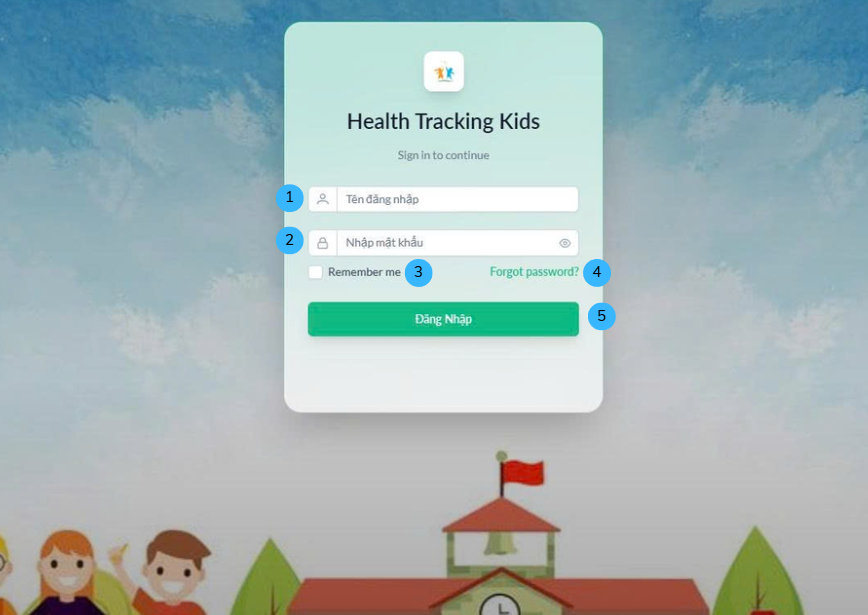 Health Tracking Kids
Sign in to continue
1 Tên đăng nhập
2 Nhập mật khẩu
Remember me 3 Forgot password? 4
Đăng Nhập 5